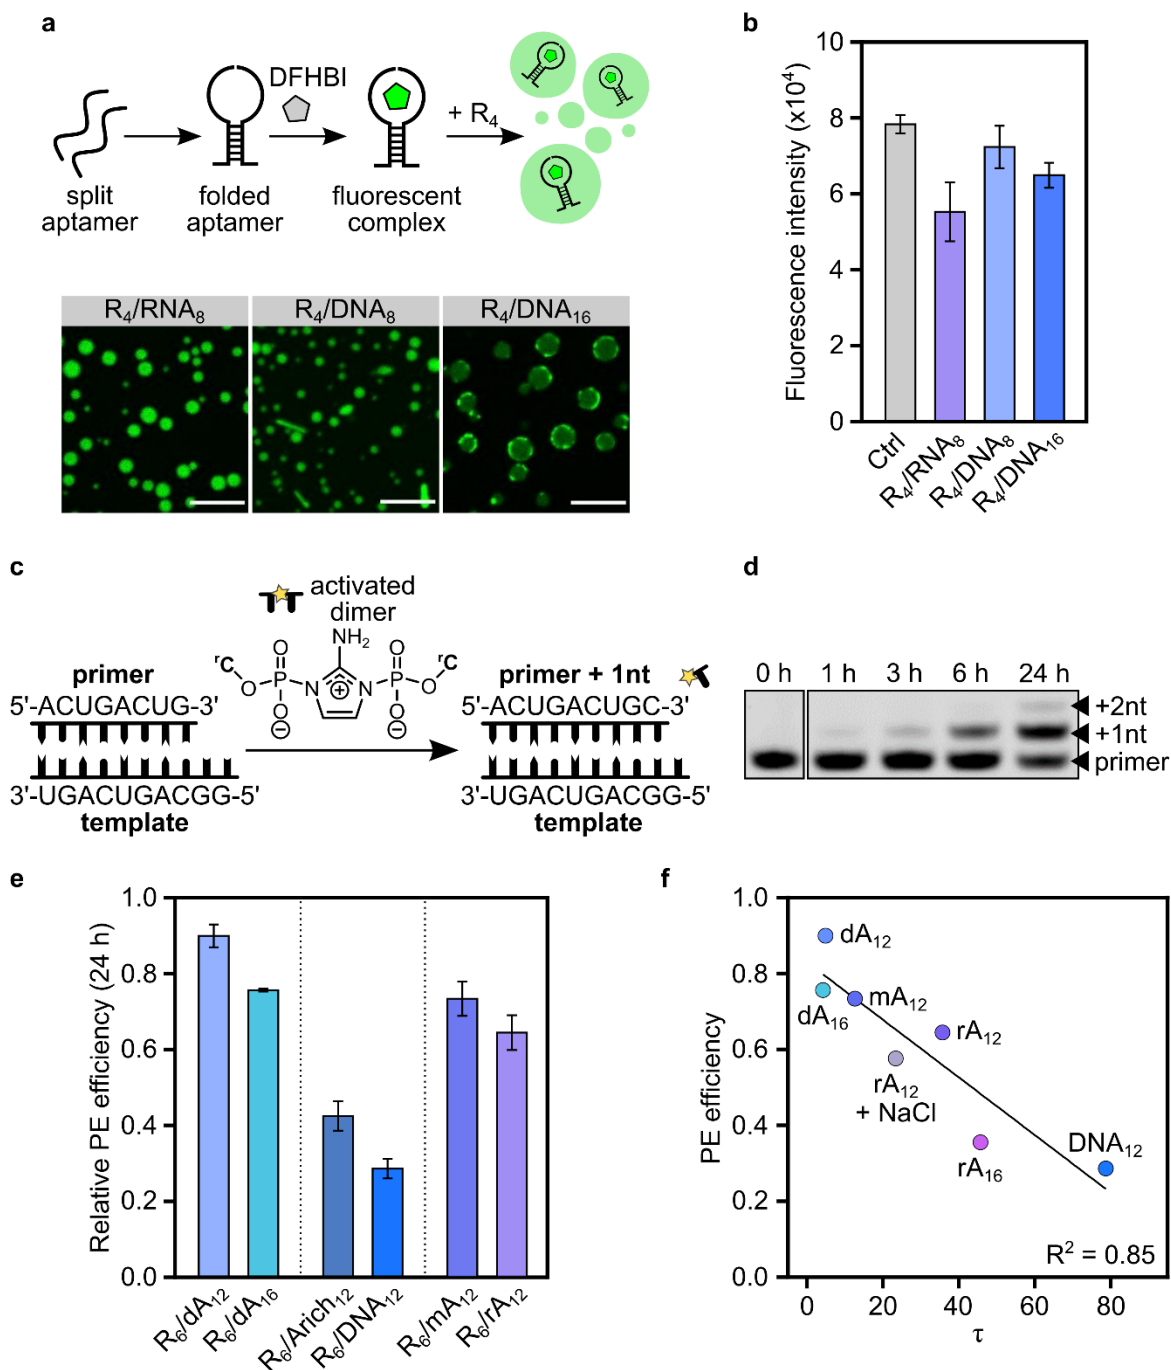 a
DFHBI
+ R₄
split
aptamer
folded
aptamer
fluorescent
complex
R₄/RNA₈
R₄/DNA₈
R₄/DNA₁₆
b
Fluorescence intensity (x10⁴)
10
8
6
4
2
0
Ctrl
R₄/RNA₈
R₄/DNA₈
R₄/DNA₁₆
c
activated
dimer
NH₂
O
O
ʳC
P
N
N
P
ʳC
O
O
O
O
primer
5'-ACUGACUG-3'
3'-UGACUGACGG-5'
template
primer + 1nt
5'-ACUGACUGC-3'
3'-UGACUGACGG-5'
template
d
0 h
1 h
3 h
6 h
24 h
+2nt
+1nt
primer
e
Relative PE efficiency (24 h)
1.0
0.8
0.6
0.4
0.2
0.0
R₆/dA₁₂
R₆/dA₁₆
R₆/Arich₁₂
R₆/DNA₁₂
R₆/mA₁₂
R₆/rA₁₂
f
PE efficiency
1.0
0.8
0.6
0.4
0.2
0.0
dA₁₂
dA₁₆
mA₁₂
rA₁₂
rA₁₂
+ NaCl
rA₁₆
DNA₁₂
R² = 0.85
0
20
40
60
80
τ